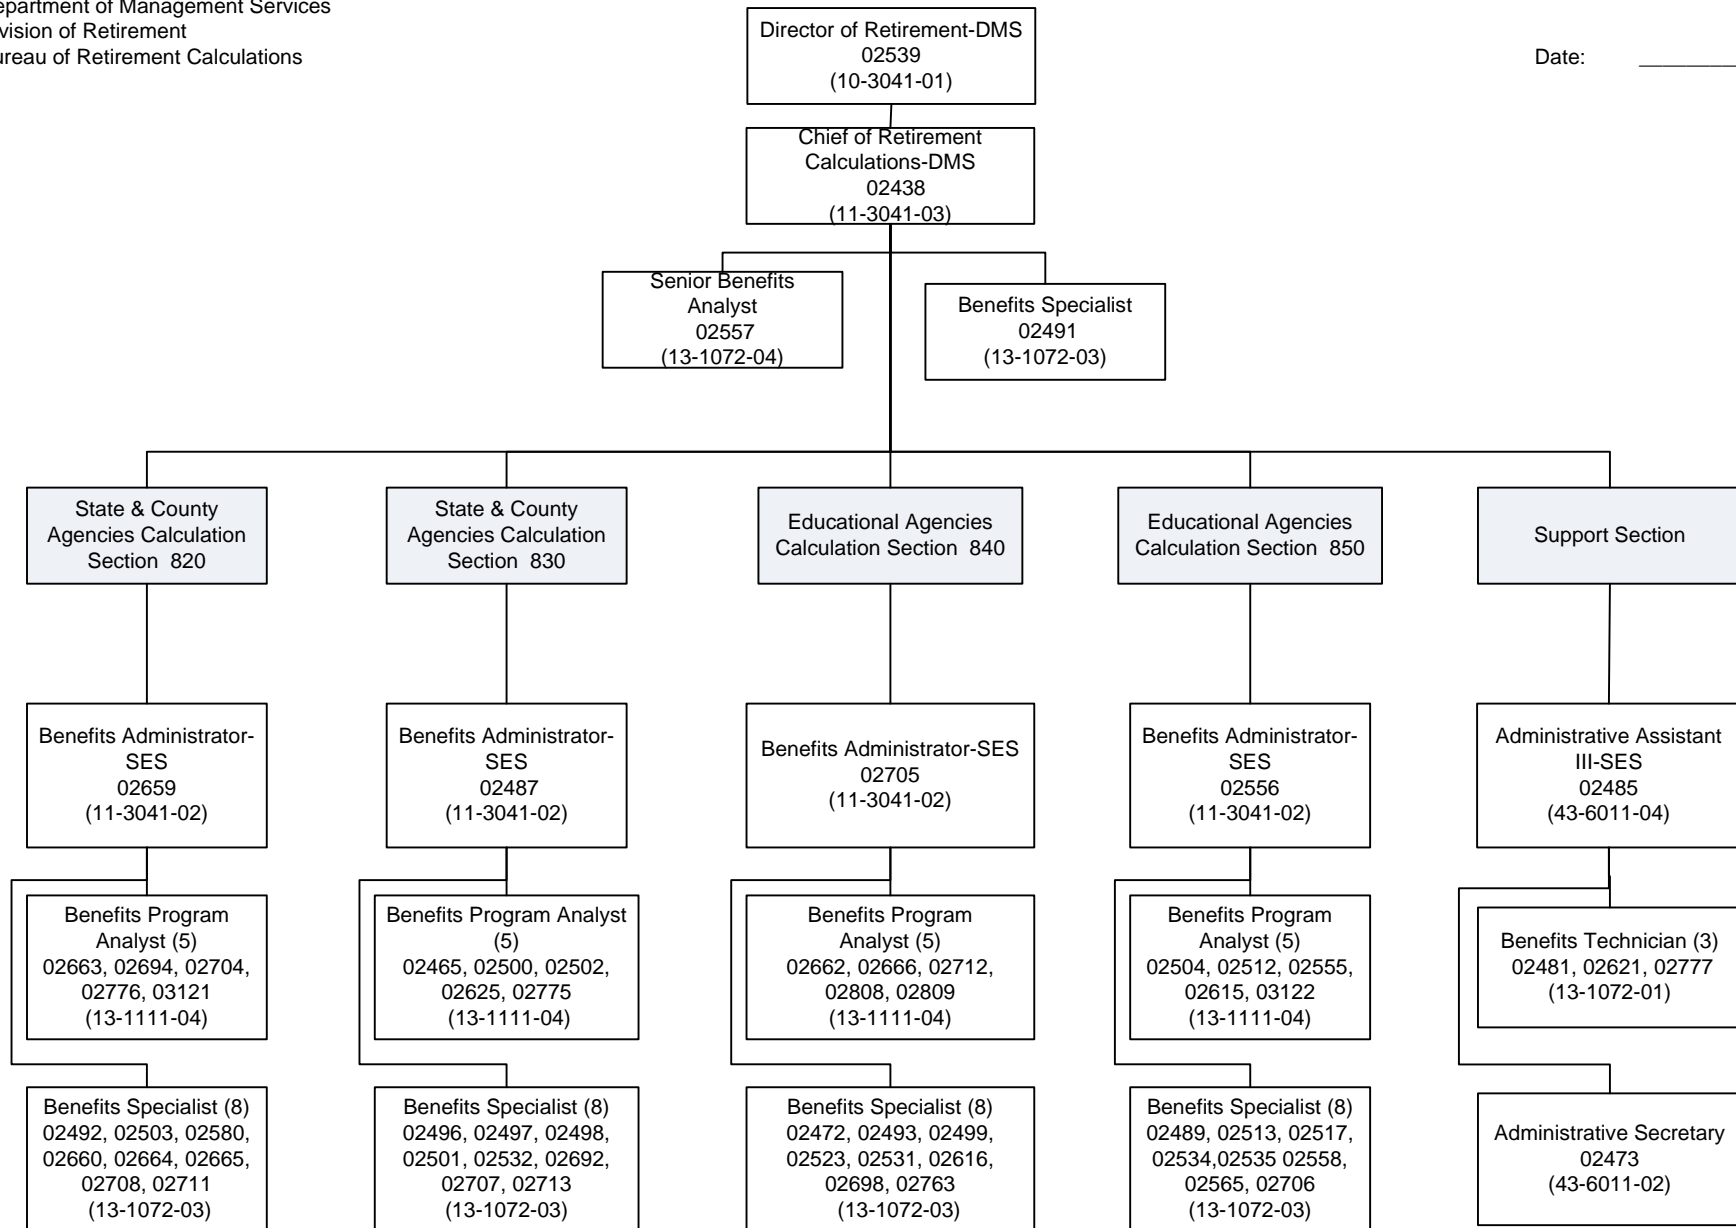 epartment of Management Services
vision of Retirement
ureau of Retirement Calculations
Date: ________
Director of Retirement-DMS
02539
(10-3041-01)
Chief of Retirement
Calculations-DMS
02438
(11-3041-03)
Senior Benefits
Analyst
02557
(13-1072-04)
Benefits Specialist
02491
(13-1072-03)
State & County
Agencies Calculation
Section  820
State & County
Agencies Calculation
Section  830
Educational Agencies
Calculation Section  840
Educational Agencies
Calculation Section  850
Support Section
Benefits Administrator-
SES
02659
(11-3041-02)
Benefits Administrator-
SES
02487
(11-3041-02)
Benefits Administrator-SES
02705
(11-3041-02)
Benefits Administrator-
SES
02556
(11-3041-02)
Administrative Assistant
III-SES
02485
(43-6011-04)
Benefits Program
Analyst (5)
02663, 02694, 02704,
02776, 03121
(13-1111-04)
Benefits Program Analyst
(5)
02465, 02500, 02502,
02625, 02775
(13-1111-04)
Benefits Program
Analyst (5)
02662, 02666, 02712,
02808, 02809
(13-1111-04)
Benefits Program
Analyst (5)
02504, 02512, 02555,
02615, 03122
(13-1111-04)
Benefits Technician (3)
02481, 02621, 02777
(13-1072-01)
Benefits Specialist (8)
02492, 02503, 02580,
02660, 02664, 02665,
02708, 02711
(13-1072-03)
Benefits Specialist (8)
02496, 02497, 02498,
02501, 02532, 02692,
02707, 02713
(13-1072-03)
Benefits Specialist (8)
02472, 02493, 02499,
02523, 02531, 02616,
02698, 02763
(13-1072-03)
Benefits Specialist (8)
02489, 02513, 02517,
02534,02535 02558,
02565, 02706
(13-1072-03)
Administrative Secretary
02473
(43-6011-02)